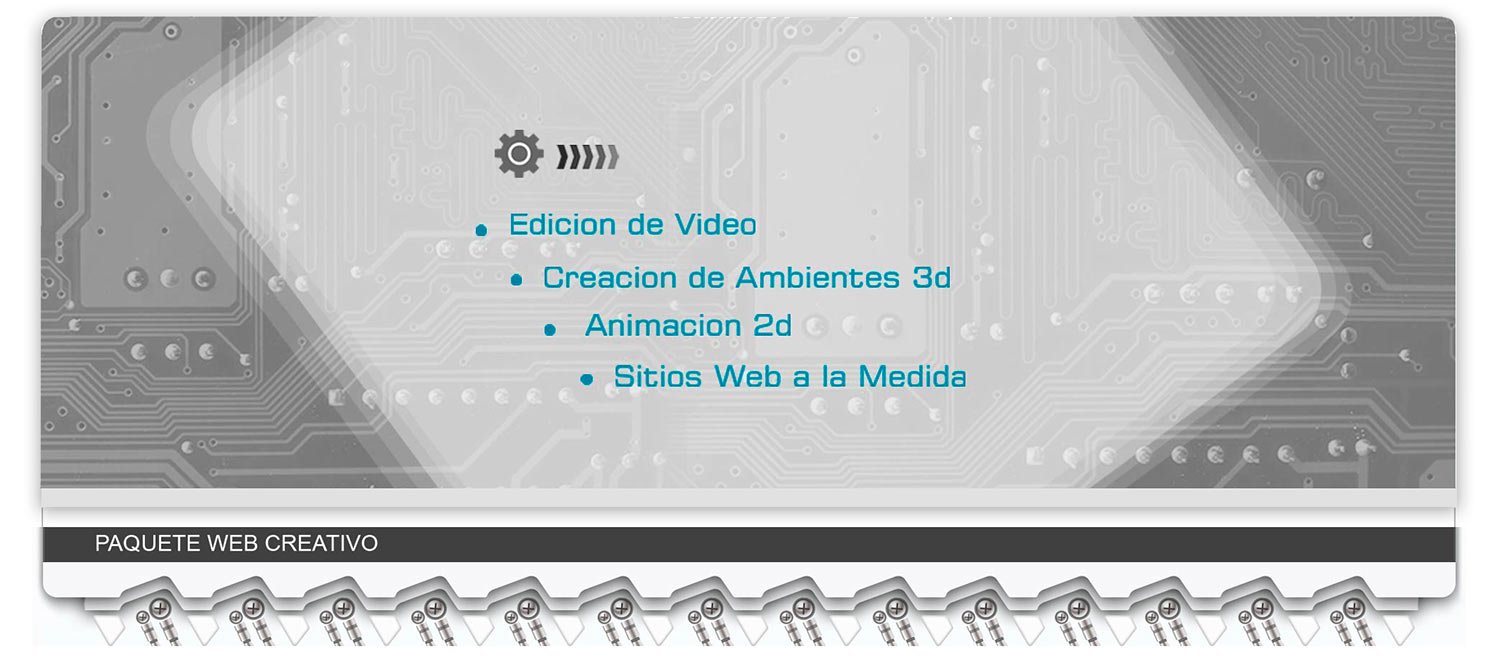 Edicion de Video
Creacion de Ambientes 3d
Animacion 2d
Sitios Web a la Medida
PAQUETE WEB CREATIVO